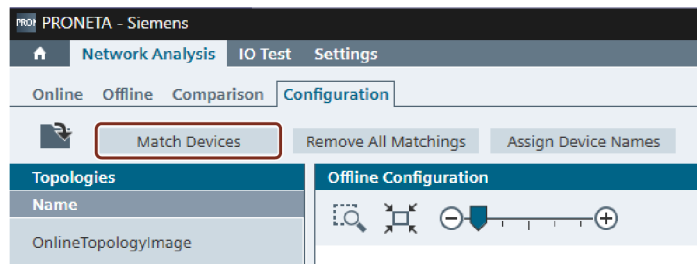 PRONETA - Siemens
Network Analysis IO Test Settings
Online Offline Comparison Configuration
Match Devices Remove All Matchings Assign Device Names
Topologies Offline Configuration
Name
OnlineTopologyImage